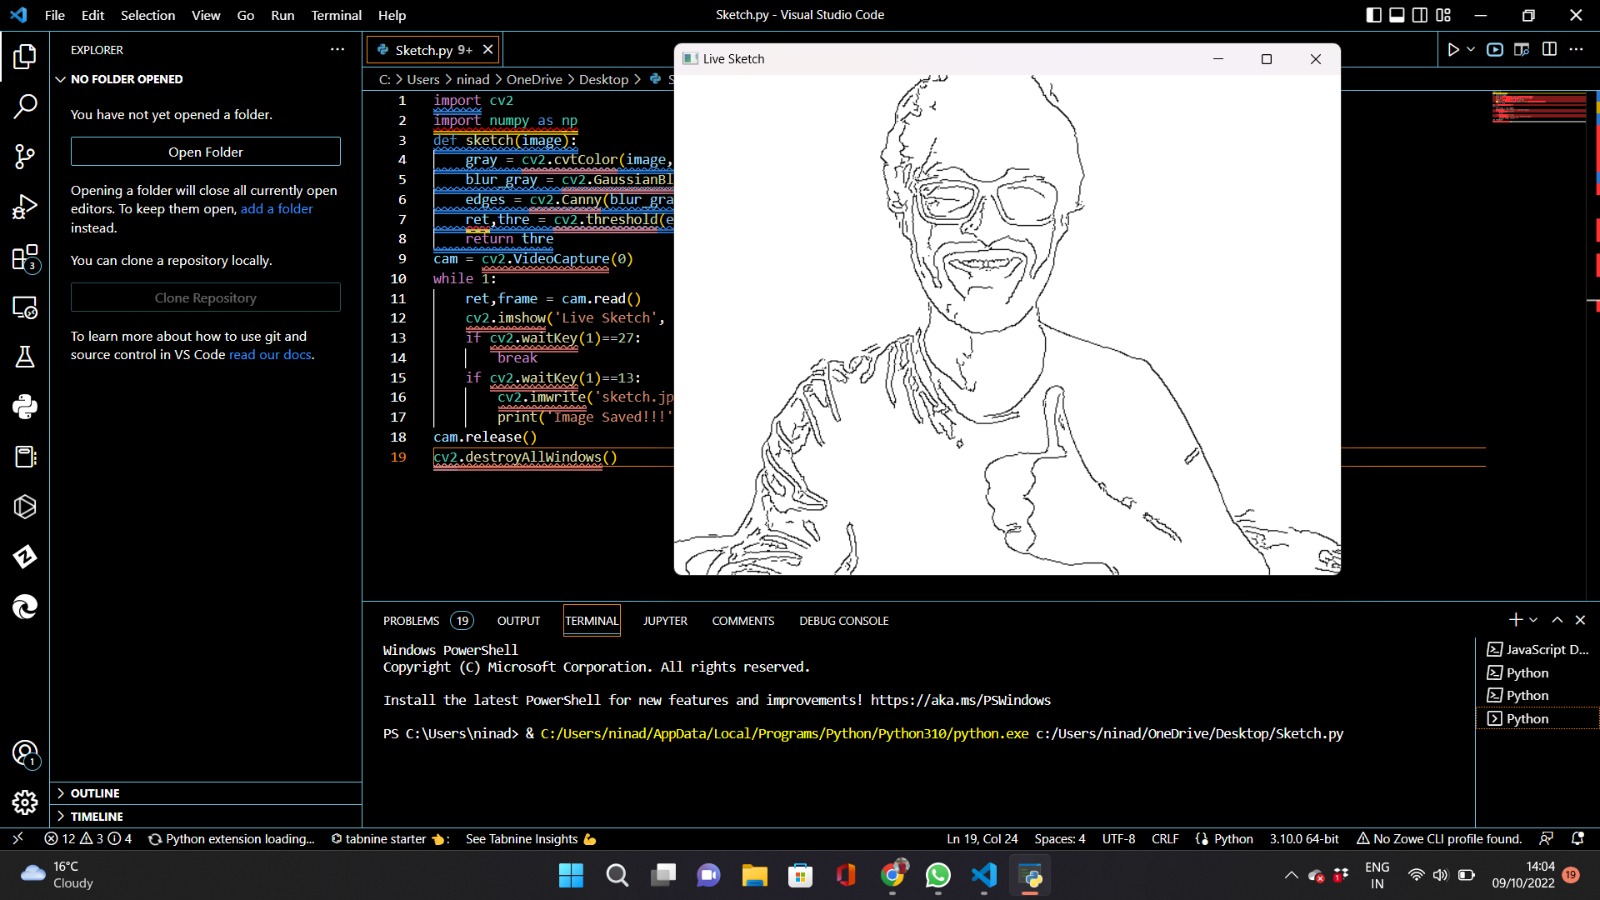 File Edit Selection View Go Run Terminal Help
Sketch.py - Visual Studio Code
EXPLORER
NO FOLDER OPENED
You have not yet opened a folder.
Open Folder
Opening a folder will close all currently open
editors. To keep them open, add a folder
instead.
You can clone a repository locally.
Clone Repository
To learn more about how to use git and
source control in VS Code read our docs.
OUTLINE
TIMELINE
3
1
Sketch.py 9+
C: > Users > ninad > OneDrive > Desktop > S
1 import cv2
2 import numpy as np
3 def sketch(image):
4 gray = cv2.cvtColor(image,
5 blur_gray = cv2.GaussianBl
6 edges = cv2.Canny(blur_gra
7 ret,thre = cv2.threshold(e
8 return thre
9 cam = cv2.VideoCapture(0)
10 while 1:
11 ret,frame = cam.read()
12 cv2.imshow('Live Sketch',
13 if cv2.waitKey(1)==27:
14 break
15 if cv2.waitKey(1)==13:
16 cv2.imwrite('sketch.jp
17 print('Image Saved!!!'
18 cam.release()
19 cv2.destroyAllWindows()
Live Sketch
PROBLEMS 19 OUTPUT TERMINAL JUPYTER COMMENTS DEBUG CONSOLE
Windows PowerShell
Copyright (C) Microsoft Corporation. All rights reserved.
Install the latest PowerShell for new features and improvements! https://aka.ms/PSWindows
PS C:\Users\ninad> & C:/Users/ninad/AppData/Local/Programs/Python/Python310/python.exe c:/Users/ninad/OneDrive/Desktop/Sketch.py
JavaScript D...
Python
Python
Python
12 3 4 Python extension loading... tabnine starter : See Tabnine Insights
Ln 19, Col 24 Spaces: 4 UTF-8 CRLF Python 3.10.0 64-bit No Zowe CLI profile found.
16°C
Cloudy
ENG
IN
14:04
09/10/2022
19